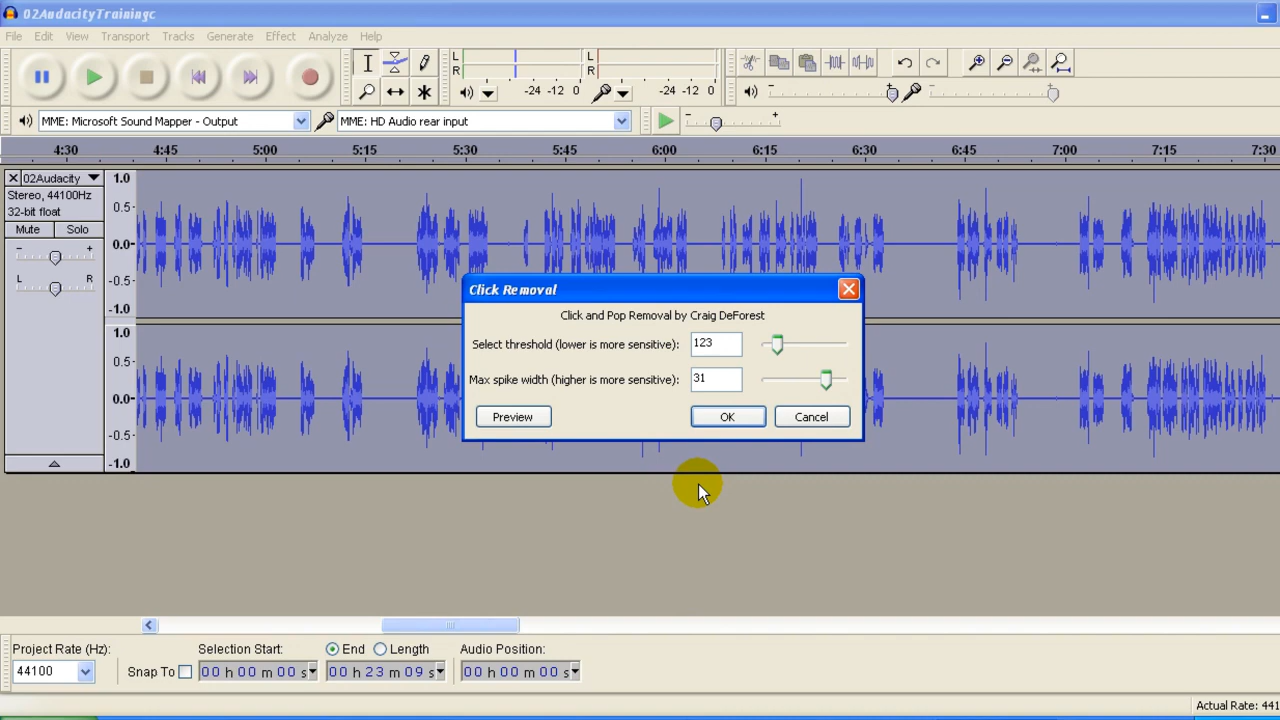 02AudacityTrainingc
File Edit View Transport Tracks Generate Effect Analyze Help
L
R
-24 -12 0
L
R
-24 -12 0
- +
- +
MME: Microsoft Sound Mapper - Output
MME: HD Audio rear input
- +
4:30 4:45 5:00 5:15 5:30 5:45 6:00 6:15 6:30 6:45 7:00 7:15 7:30
02Audacity
Stereo, 44100Hz
32-bit float
Mute Solo
- +
L R
1.0
0.5-
0.0-
-0.5-
-1.0
1.0
0.5-
0.0-
-0.5-
-1.0
Click Removal
Click and Pop Removal by Craig DeForest
Select threshold (lower is more sensitive): 123
Max spike width (higher is more sensitive): 31
Preview OK Cancel
Project Rate (Hz):
44100
Snap To
Selection Start:
00 h 00 m 00 s
End Length
00 h 23 m 09 s
Audio Position:
00 h 00 m 00 s
Actual Rate: 441